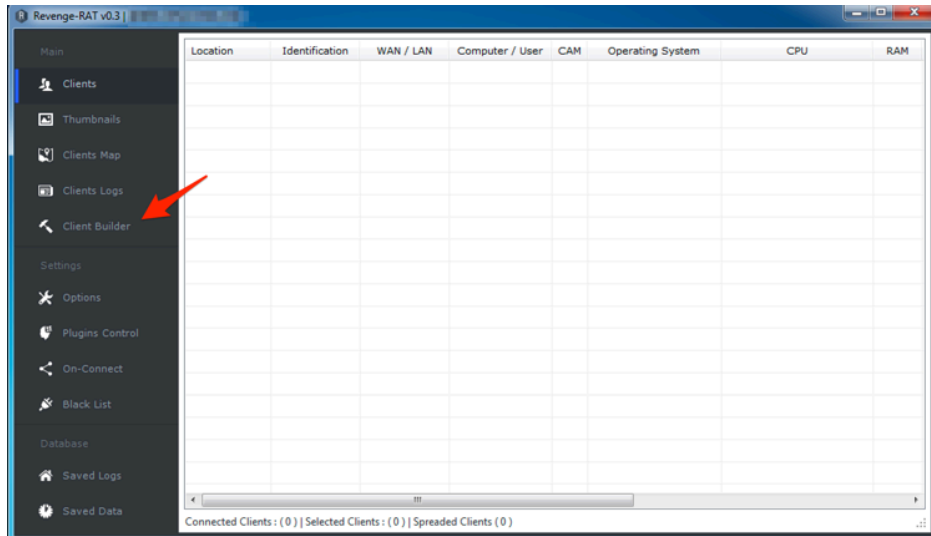 Revenge-RAT v0.3 |
Main
Clients
Thumbnails
Clients Map
Clients Logs
Client Builder
Settings
Options
Plugins Control
On-Connect
Black List
Database
Saved Logs
Saved Data
Location Identification WAN / LAN Computer / User CAM Operating System CPU RAM
Connected Clients : ( 0 ) | Selected Clients : ( 0 ) | Spreaded Clients ( 0 )